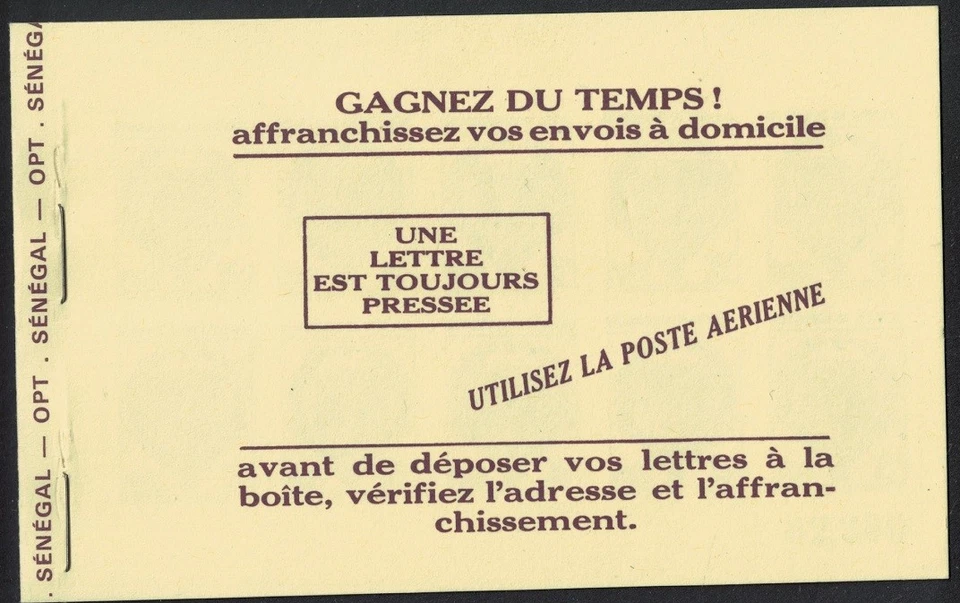 GAGNEZ DU TEMPS !
affranchissez vos envois à domicile
UNE
LETTRE
EST TOUJOURS
PRESSEE
UTILISEZ LA POSTE AERIENNE
avant de déposer vos lettres à la
boîte, vérifiez l'adresse et l'affran-
chissement.
. SÉNÉGAL — OPT . SÉNÉGAL — OPT . SÉNÉGA